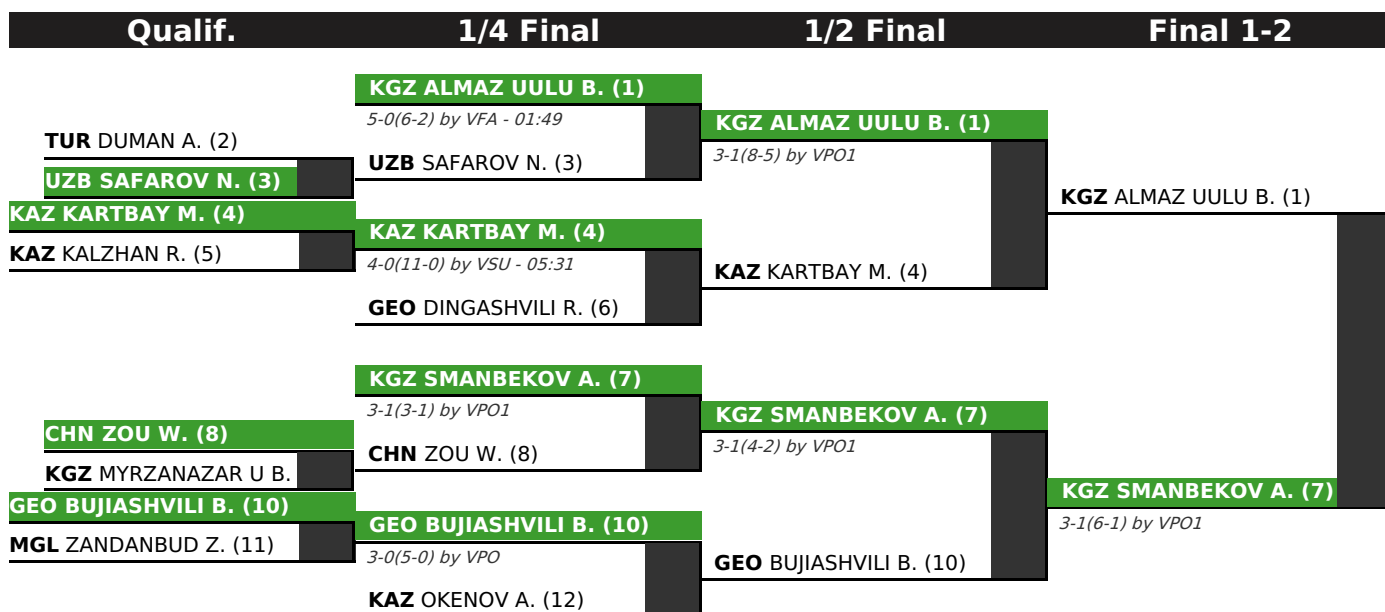 Qualif.
1/4 Final
1/2 Final
Final 1-2
TUR DUMAN A. (2)
UZB SAFAROV N. (3)
KAZ KARTBAY M. (4)
KAZ KALZHAN R. (5)
CHN ZOU W. (8)
KGZ MYRZANAZAR U B.
GEO BUJIASHVILI B. (10)
MGL ZANDANBUD Z. (11)
KGZ ALMAZ UULU B. (1)
5-0(6-2) by VFA - 01:49
UZB SAFAROV N. (3)
KAZ KARTBAY M. (4)
4-0(11-0) by VSU - 05:31
GEO DINGASHVILI R. (6)
KGZ SMANBEKOV A. (7)
3-1(3-1) by VPO1
CHN ZOU W. (8)
GEO BUJIASHVILI B. (10)
3-0(5-0) by VPO
KAZ OKENOV A. (12)
KGZ ALMAZ UULU B. (1)
3-1(8-5) by VPO1
KAZ KARTBAY M. (4)
KGZ SMANBEKOV A. (7)
3-1(4-2) by VPO1
GEO BUJIASHVILI B. (10)
KGZ ALMAZ UULU B. (1)
KGZ SMANBEKOV A. (7)
3-1(6-1) by VPO1